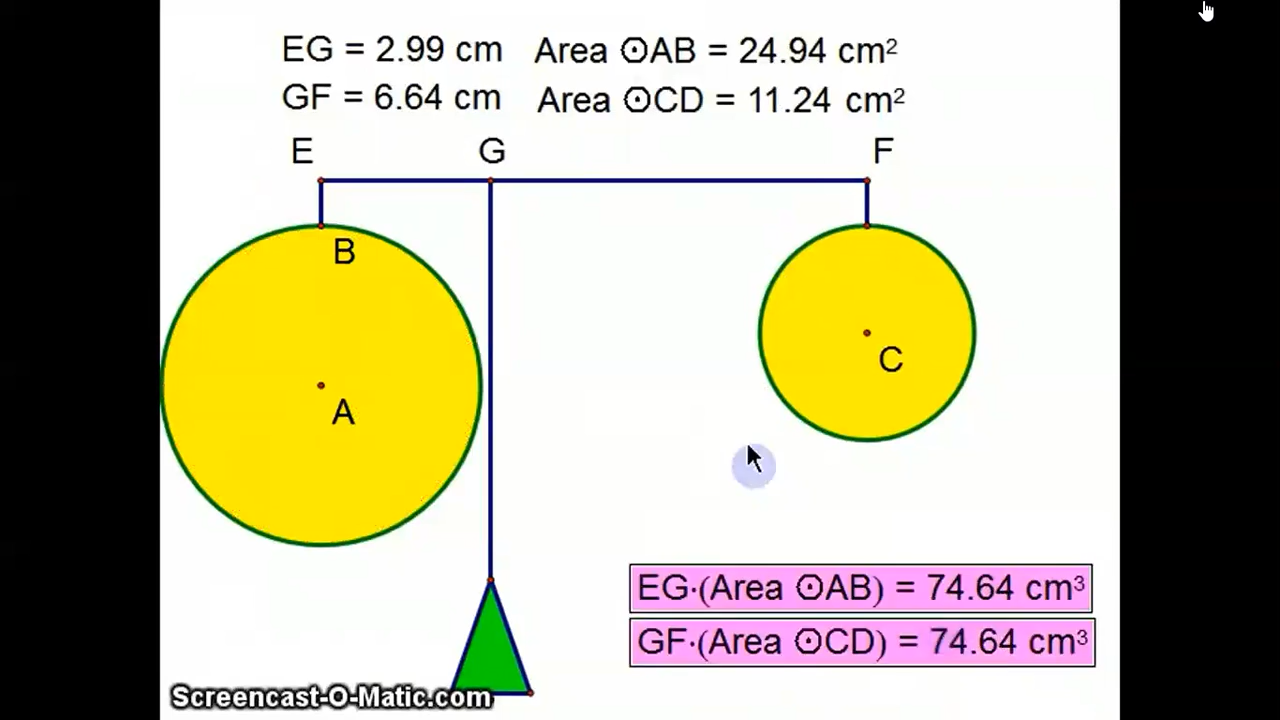 EG = 2.99 cm Area ⊙AB = 24.94 cm²
GF = 6.64 cm Area ⊙CD = 11.24 cm²
E G F
B
C
A
EG·(Area ⊙AB) = 74.64 cm³
GF·(Area ⊙CD) = 74.64 cm³
Screencast-O-Matic.com